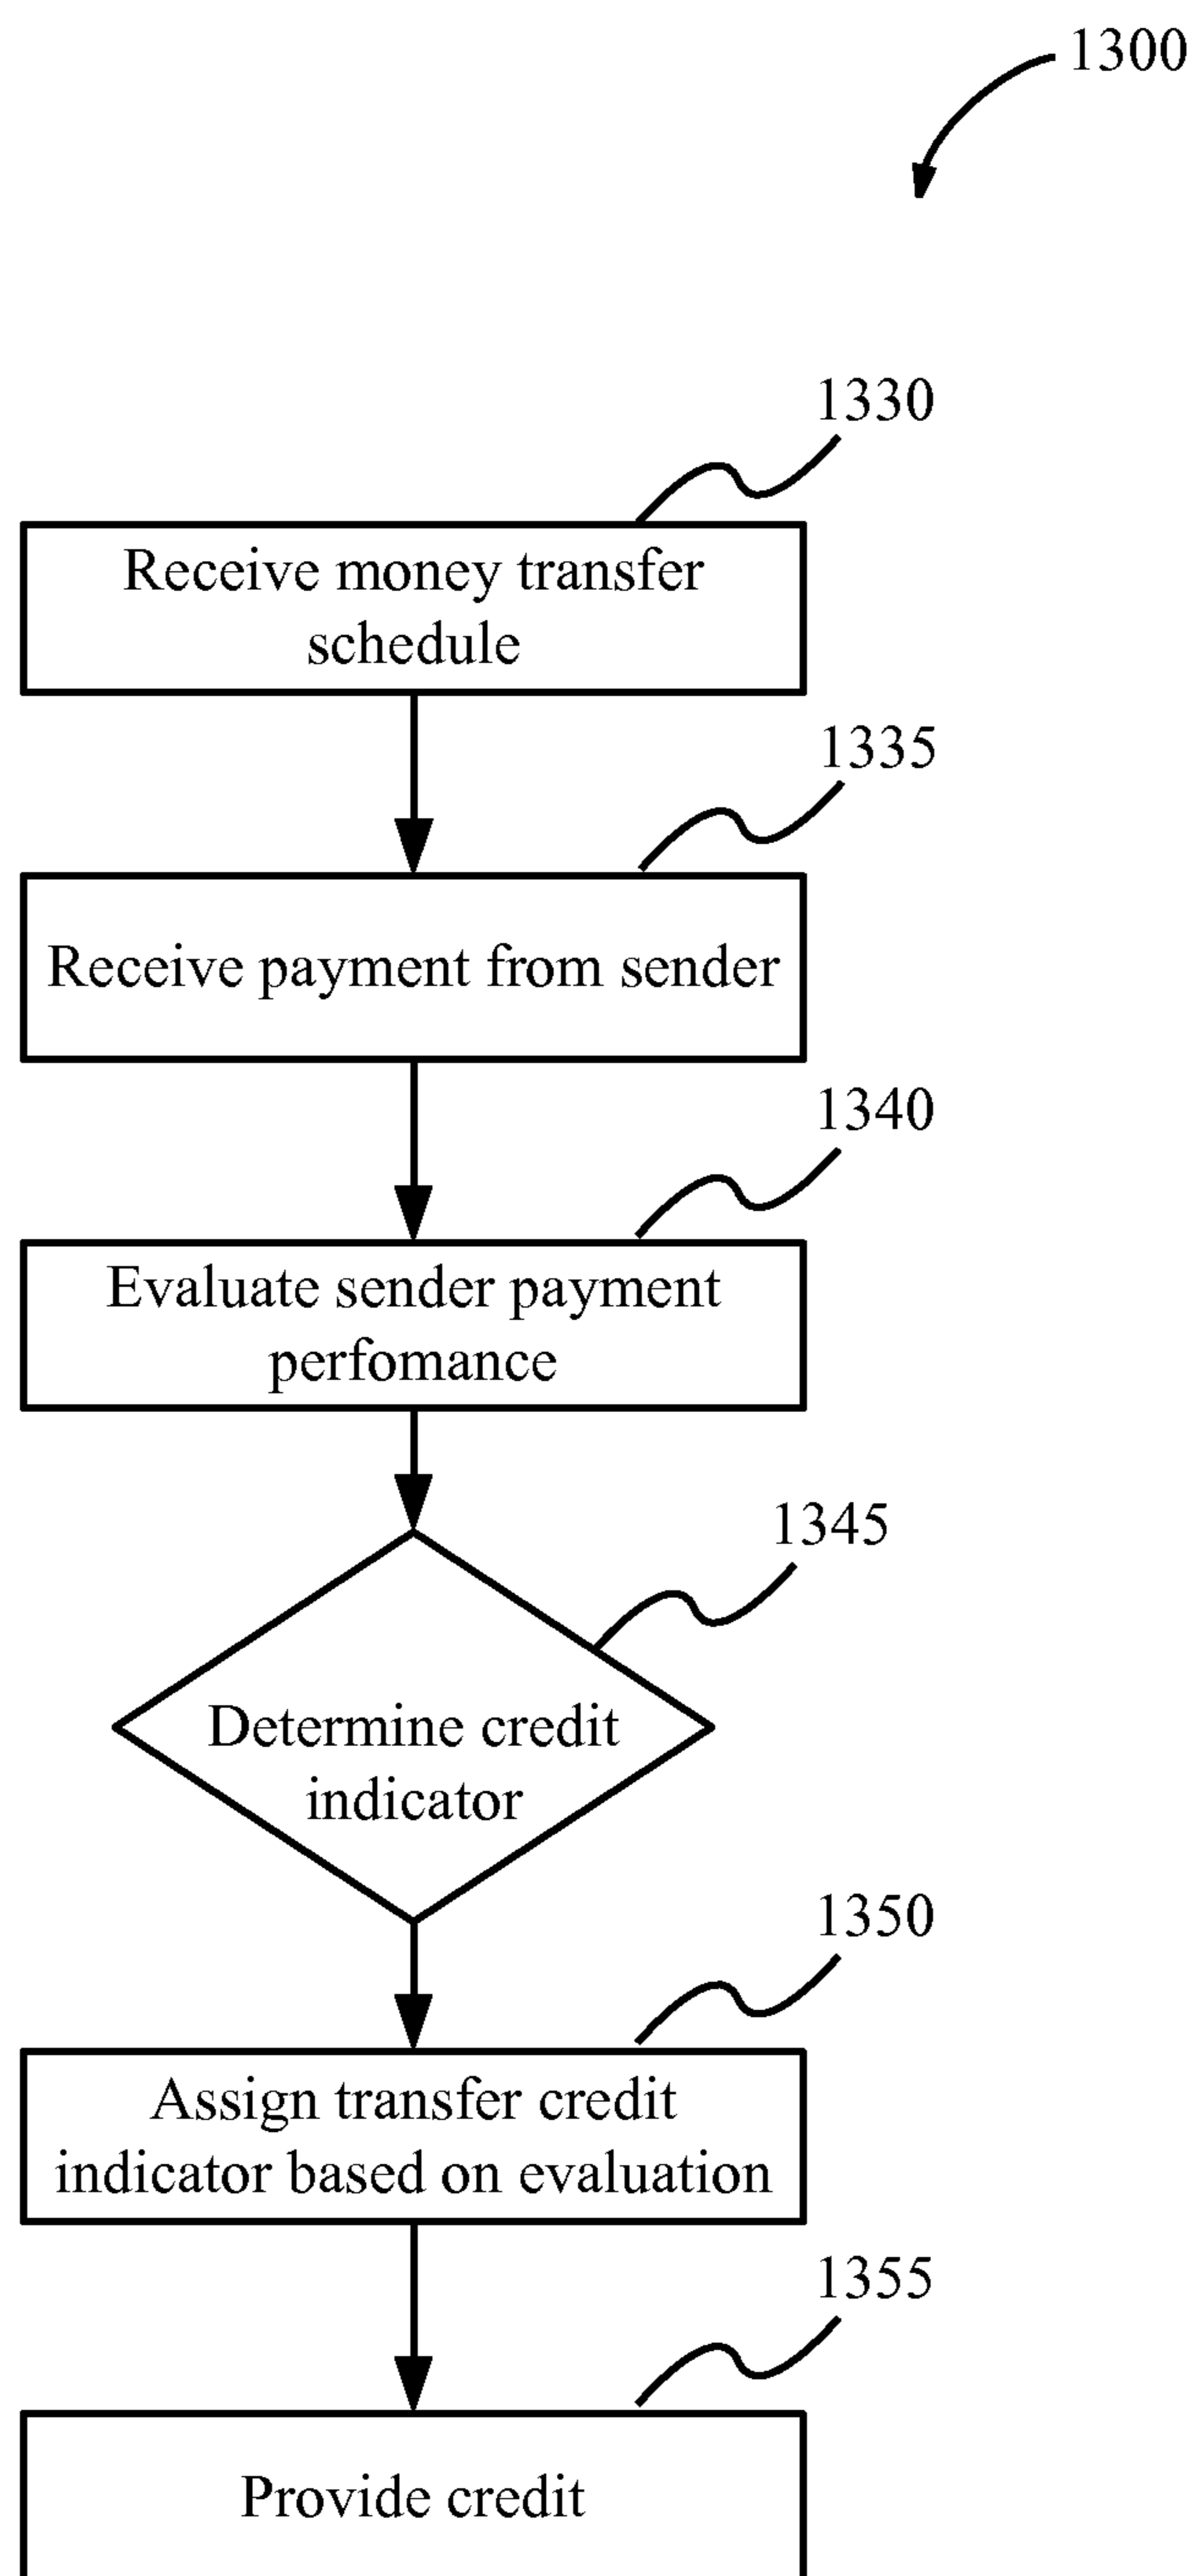 1300
1330
Receive money transfer
schedule
1335
Receive payment from sender
1340
Evaluate sender payment
perfomance
1345
Determine credit
indicator
1350
Assign transfer credit
indicator based on evaluation
1355
Provide credit